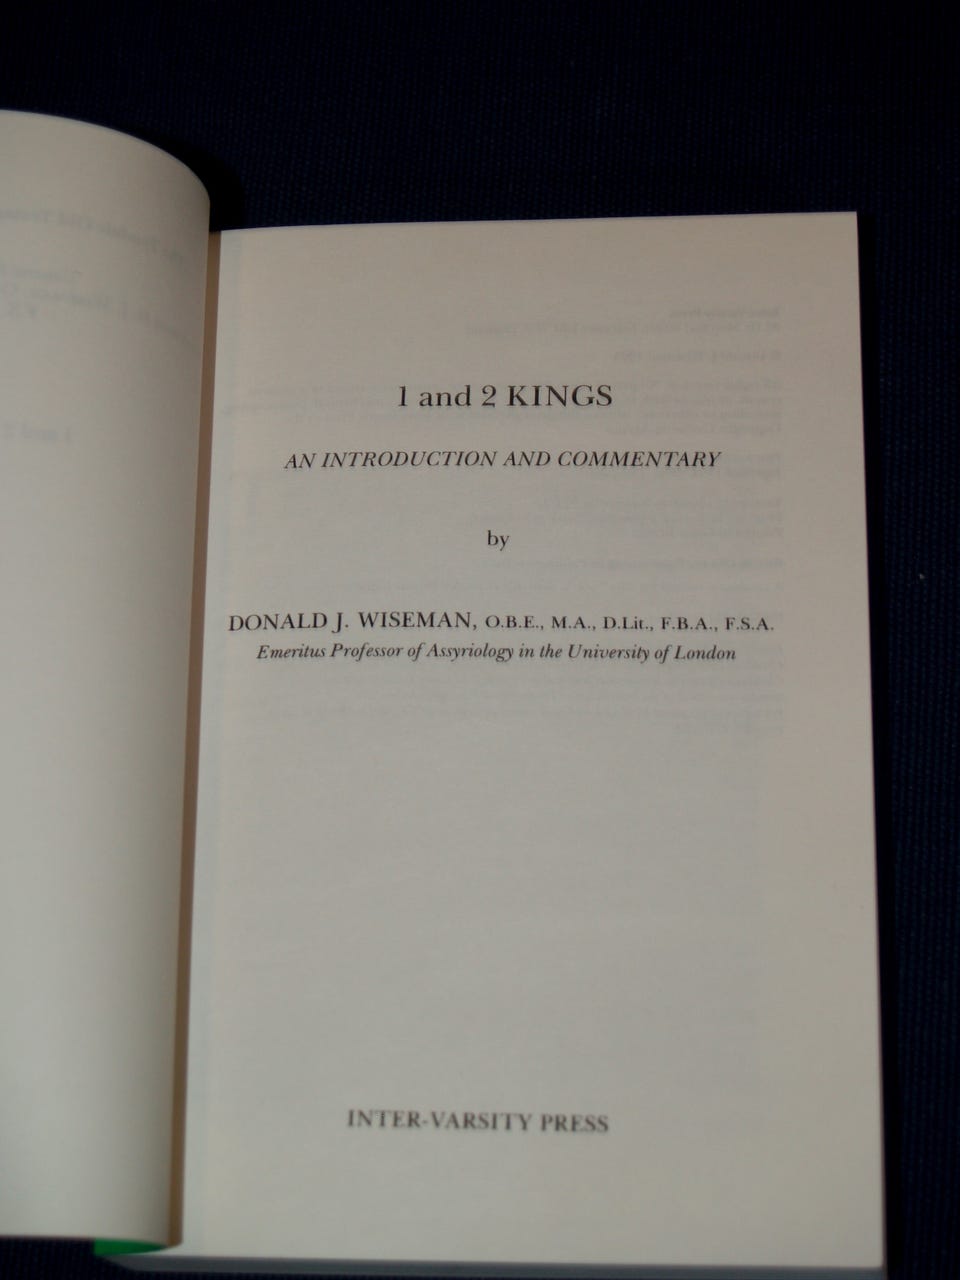 1 and 2 KINGS
AN INTRODUCTION AND COMMENTARY
by
DONALD J. WISEMAN, O.B.E., M.A., D.Lit., F.B.A., F.S.A.
Emeritus Professor of Assyriology in the University of London
INTER-VARSITY PRESS